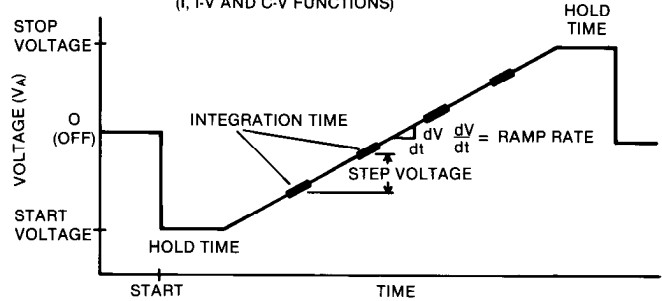 (I, I-V AND C-V FUNCTIONS)
HOLD
TIME
STOP
VOLTAGE
VOLTAGE (VA)
O
(OFF)
INTEGRATION TIME
dV
dt
dV
dt
= RAMP RATE
STEP VOLTAGE
START
VOLTAGE
HOLD TIME
START
TIME